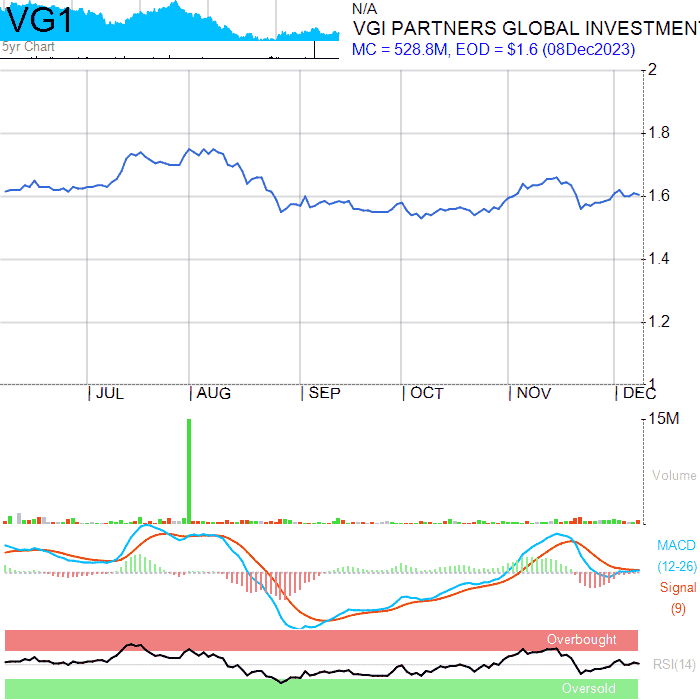 VG1
5yr Chart
N/A
VGI PARTNERS GLOBAL INVESTMEN
MC = 528.8M, EOD = $1.6 (08Dec2023)
2
1.8
1.6
1.4
1.2
1
JUL AUG SEP OCT NOV DEC
15M
Volume
MACD
(12-26)
Signal
(9)
Overbought
RSI(14)
Oversold